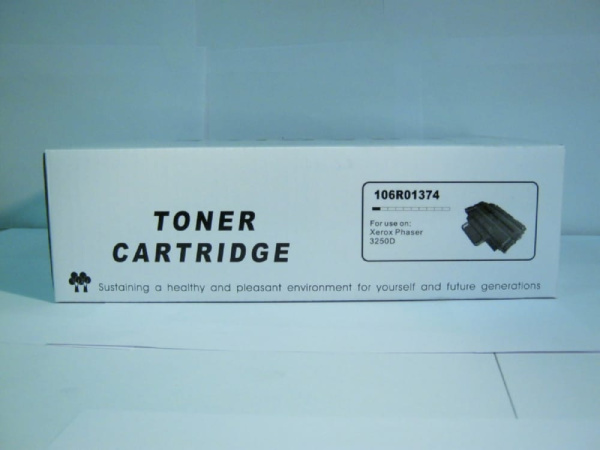 TONER
CARTRIDGE
106R01374
For use on:
Xerox Phaser
3250D
Sustaining a healthy and pleasant environment for yourself and future generations